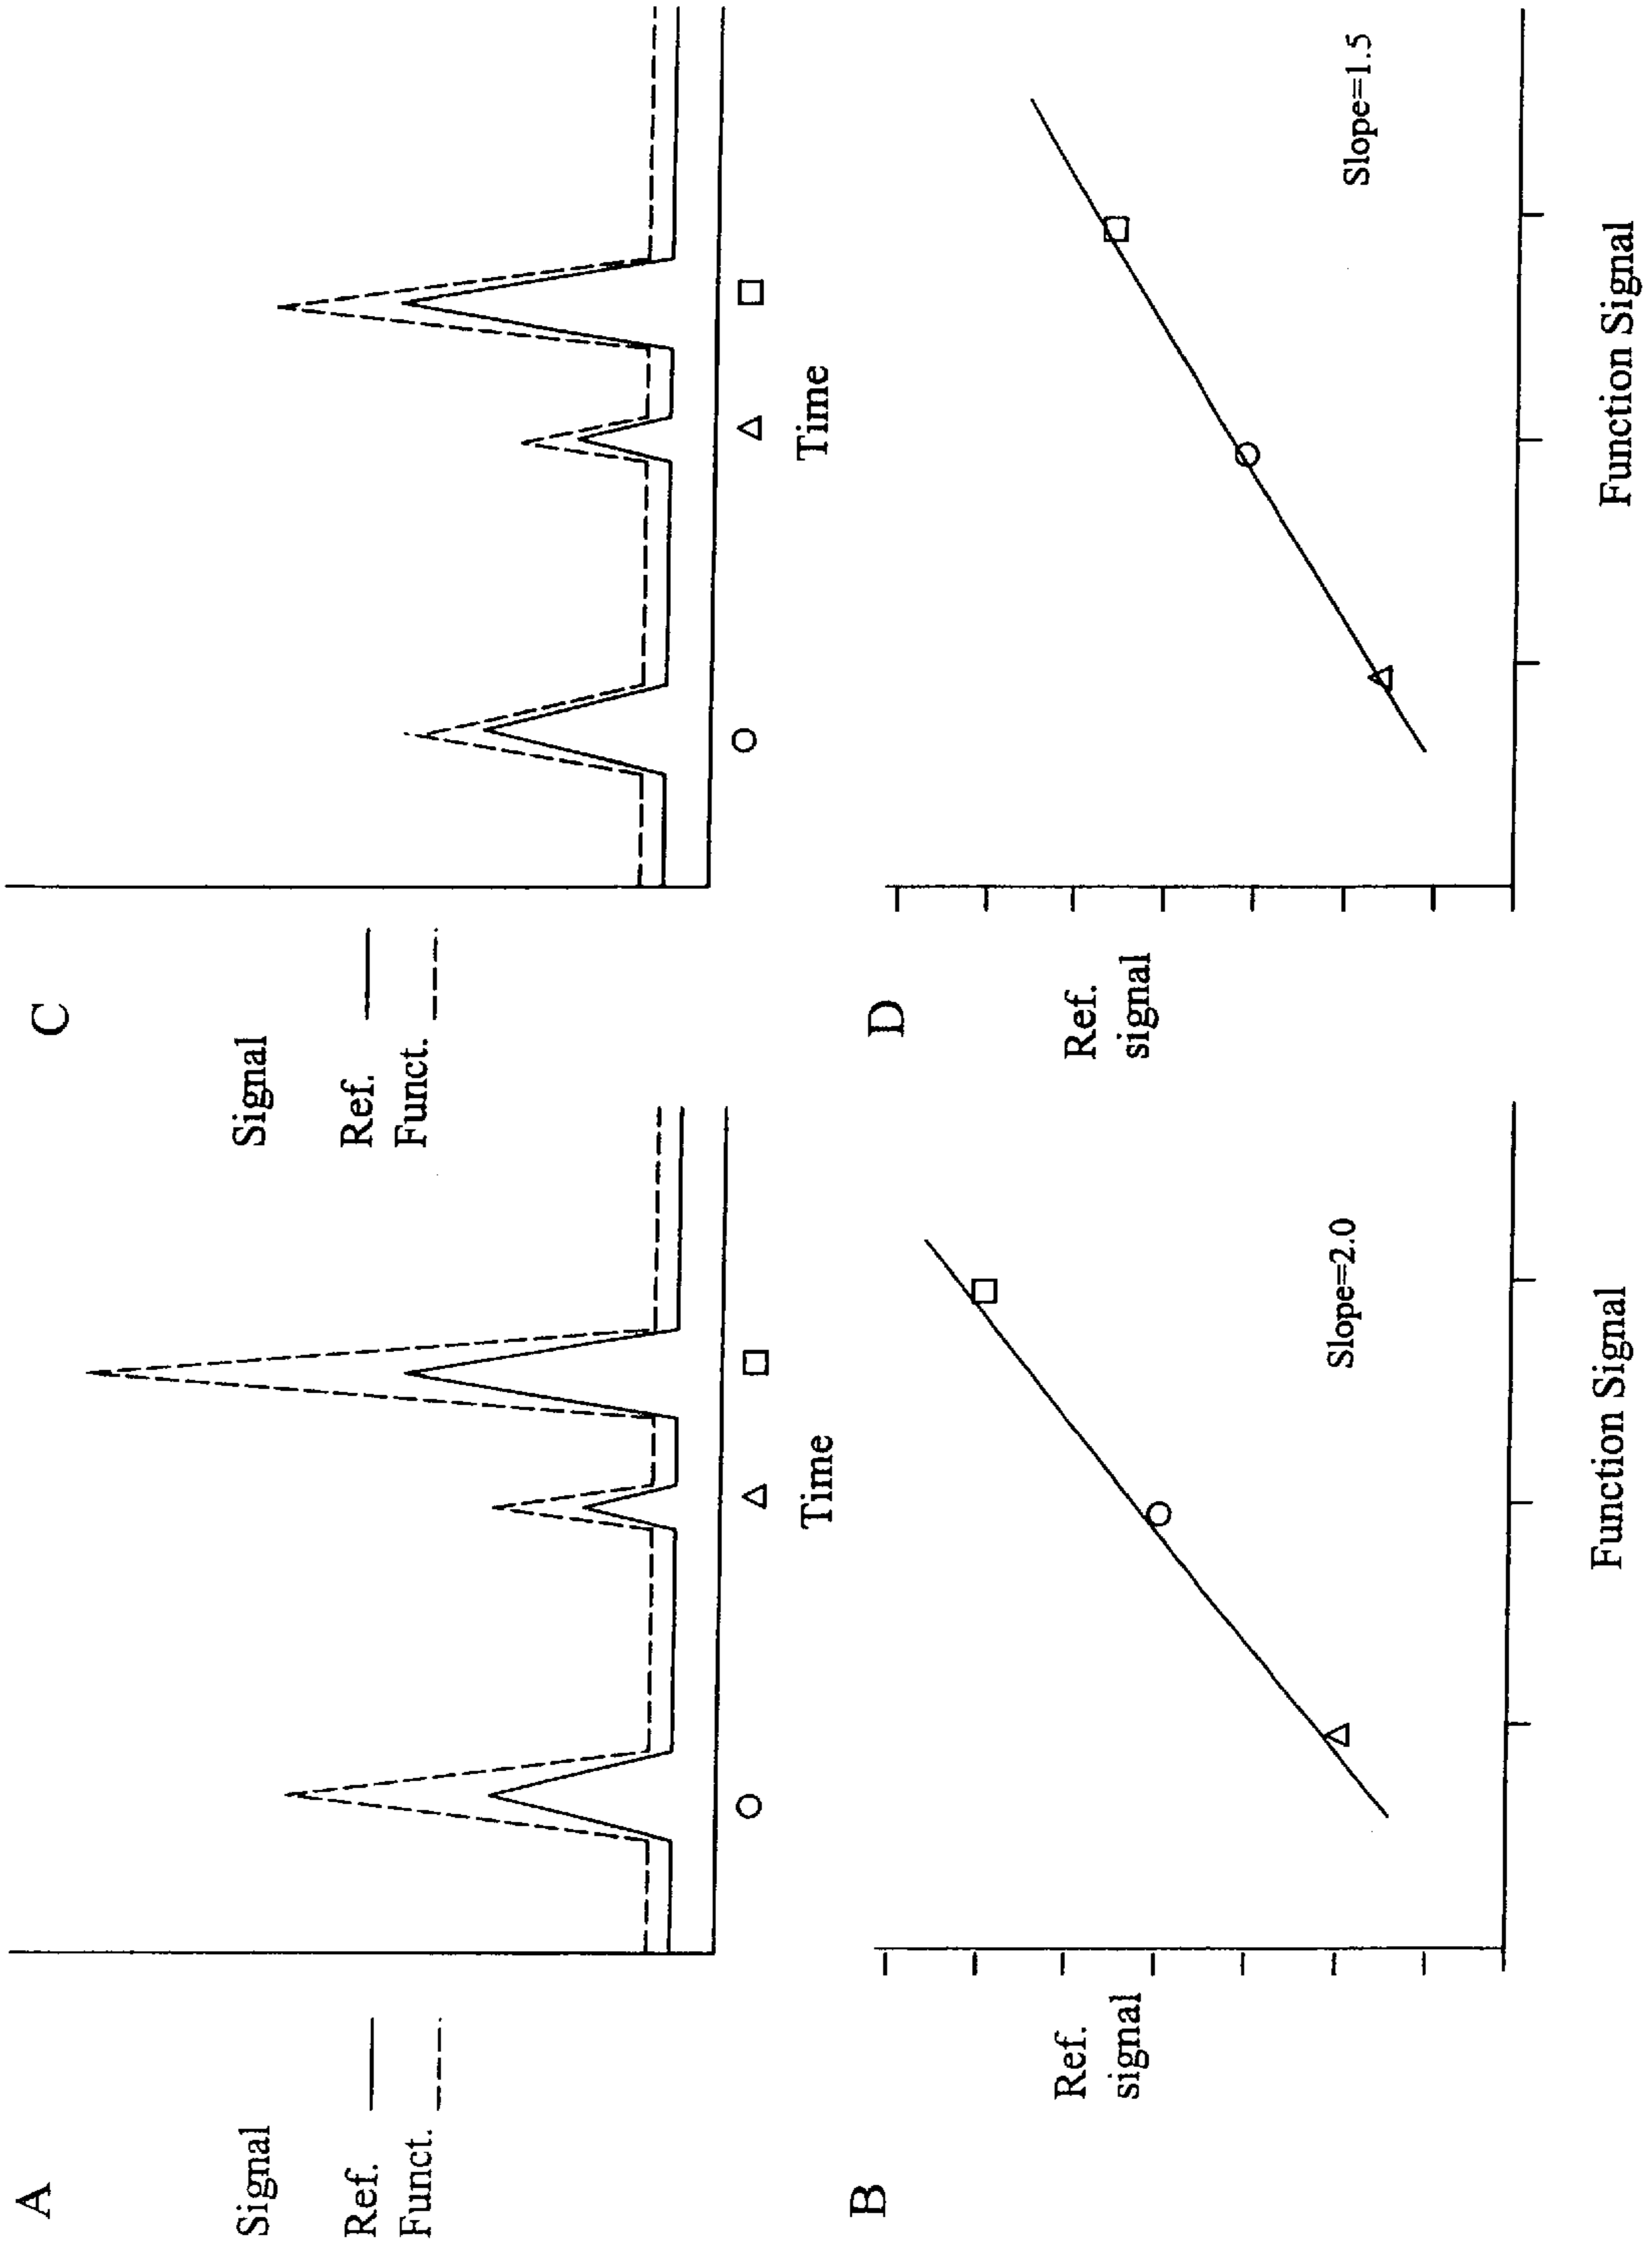 A
Signal
Ref.
Funct.
Time
B
Ref.
signal
Slope=2.0
Function Signal
C
Signal
Ref.
Funct.
Time
D
Ref.
signal
Slope=1.5
Function Signal